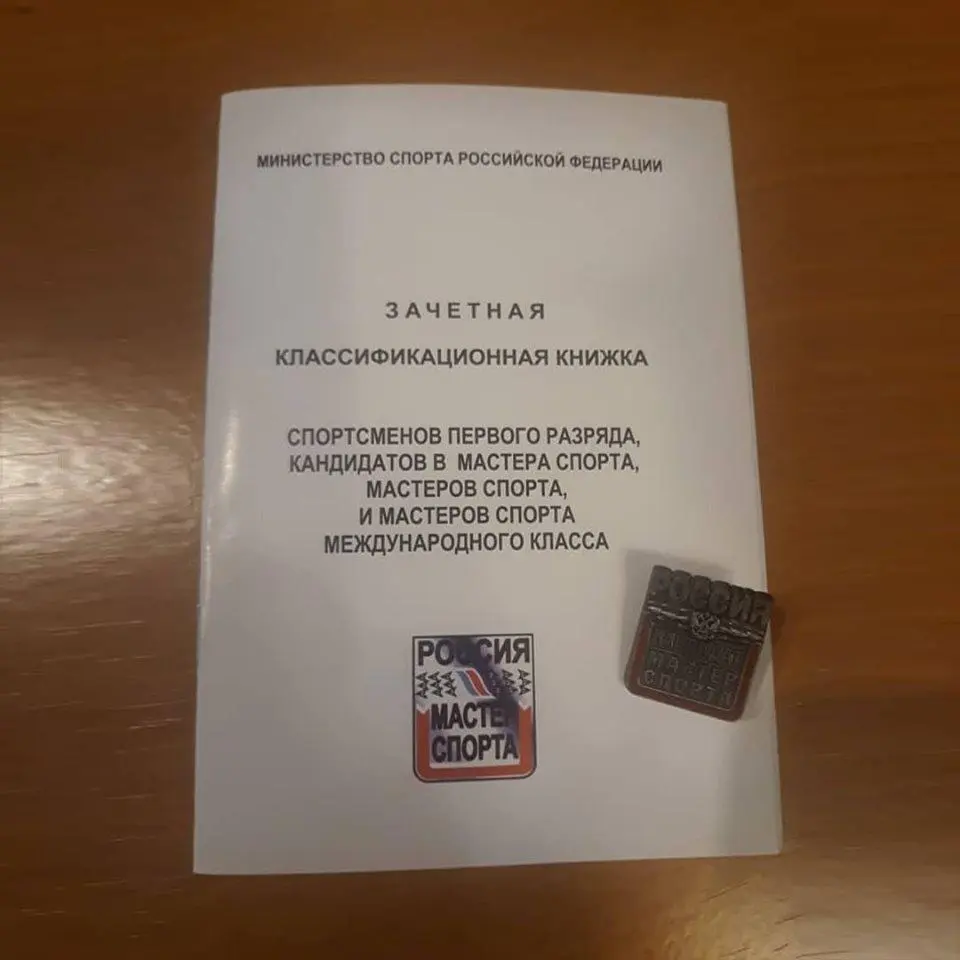 МИНИСТЕРСТВО СПОРТА РОССИЙСКОЙ ФЕДЕРАЦИИ
ЗАЧЕТНАЯ
КЛАССИФИКАЦИОННАЯ КНИЖКА
СПОРТСМЕНОВ ПЕРВОГО РАЗРЯДА,
КАНДИДАТОВ В МАСТЕРА СПОРТА,
МАСТЕРОВ СПОРТА,
И МАСТЕРОВ СПОРТА
МЕЖДУНАРОДНОГО КЛАССА
РОССИЯ
МАСТЕР
СПОРТА
РОССИЯ
МАСТЕР
СПОРТА